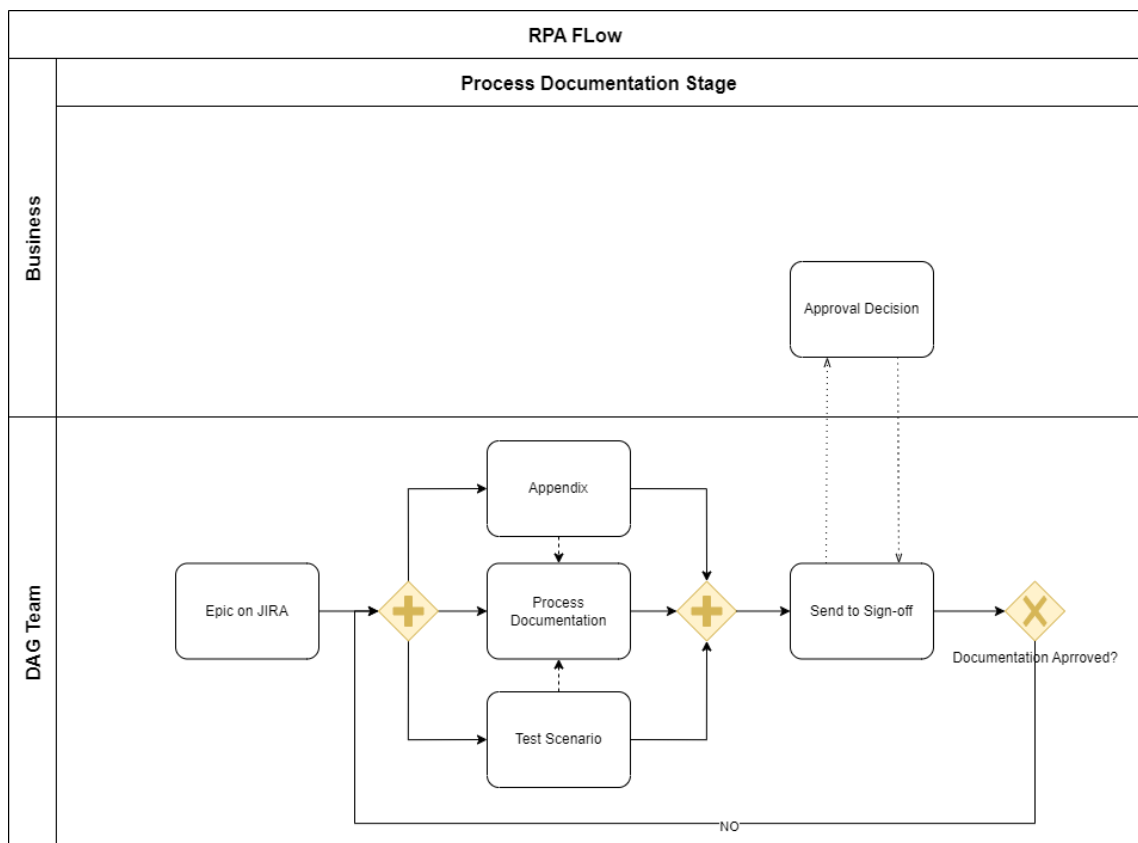 RPA FLow
Process Documentation Stage
Business
Approval Decision
DAG Team
Appendix
Epic on JIRA
Process
Documentation
Send to Sign-off
Documentation Aprroved?
Test Scenario
NO